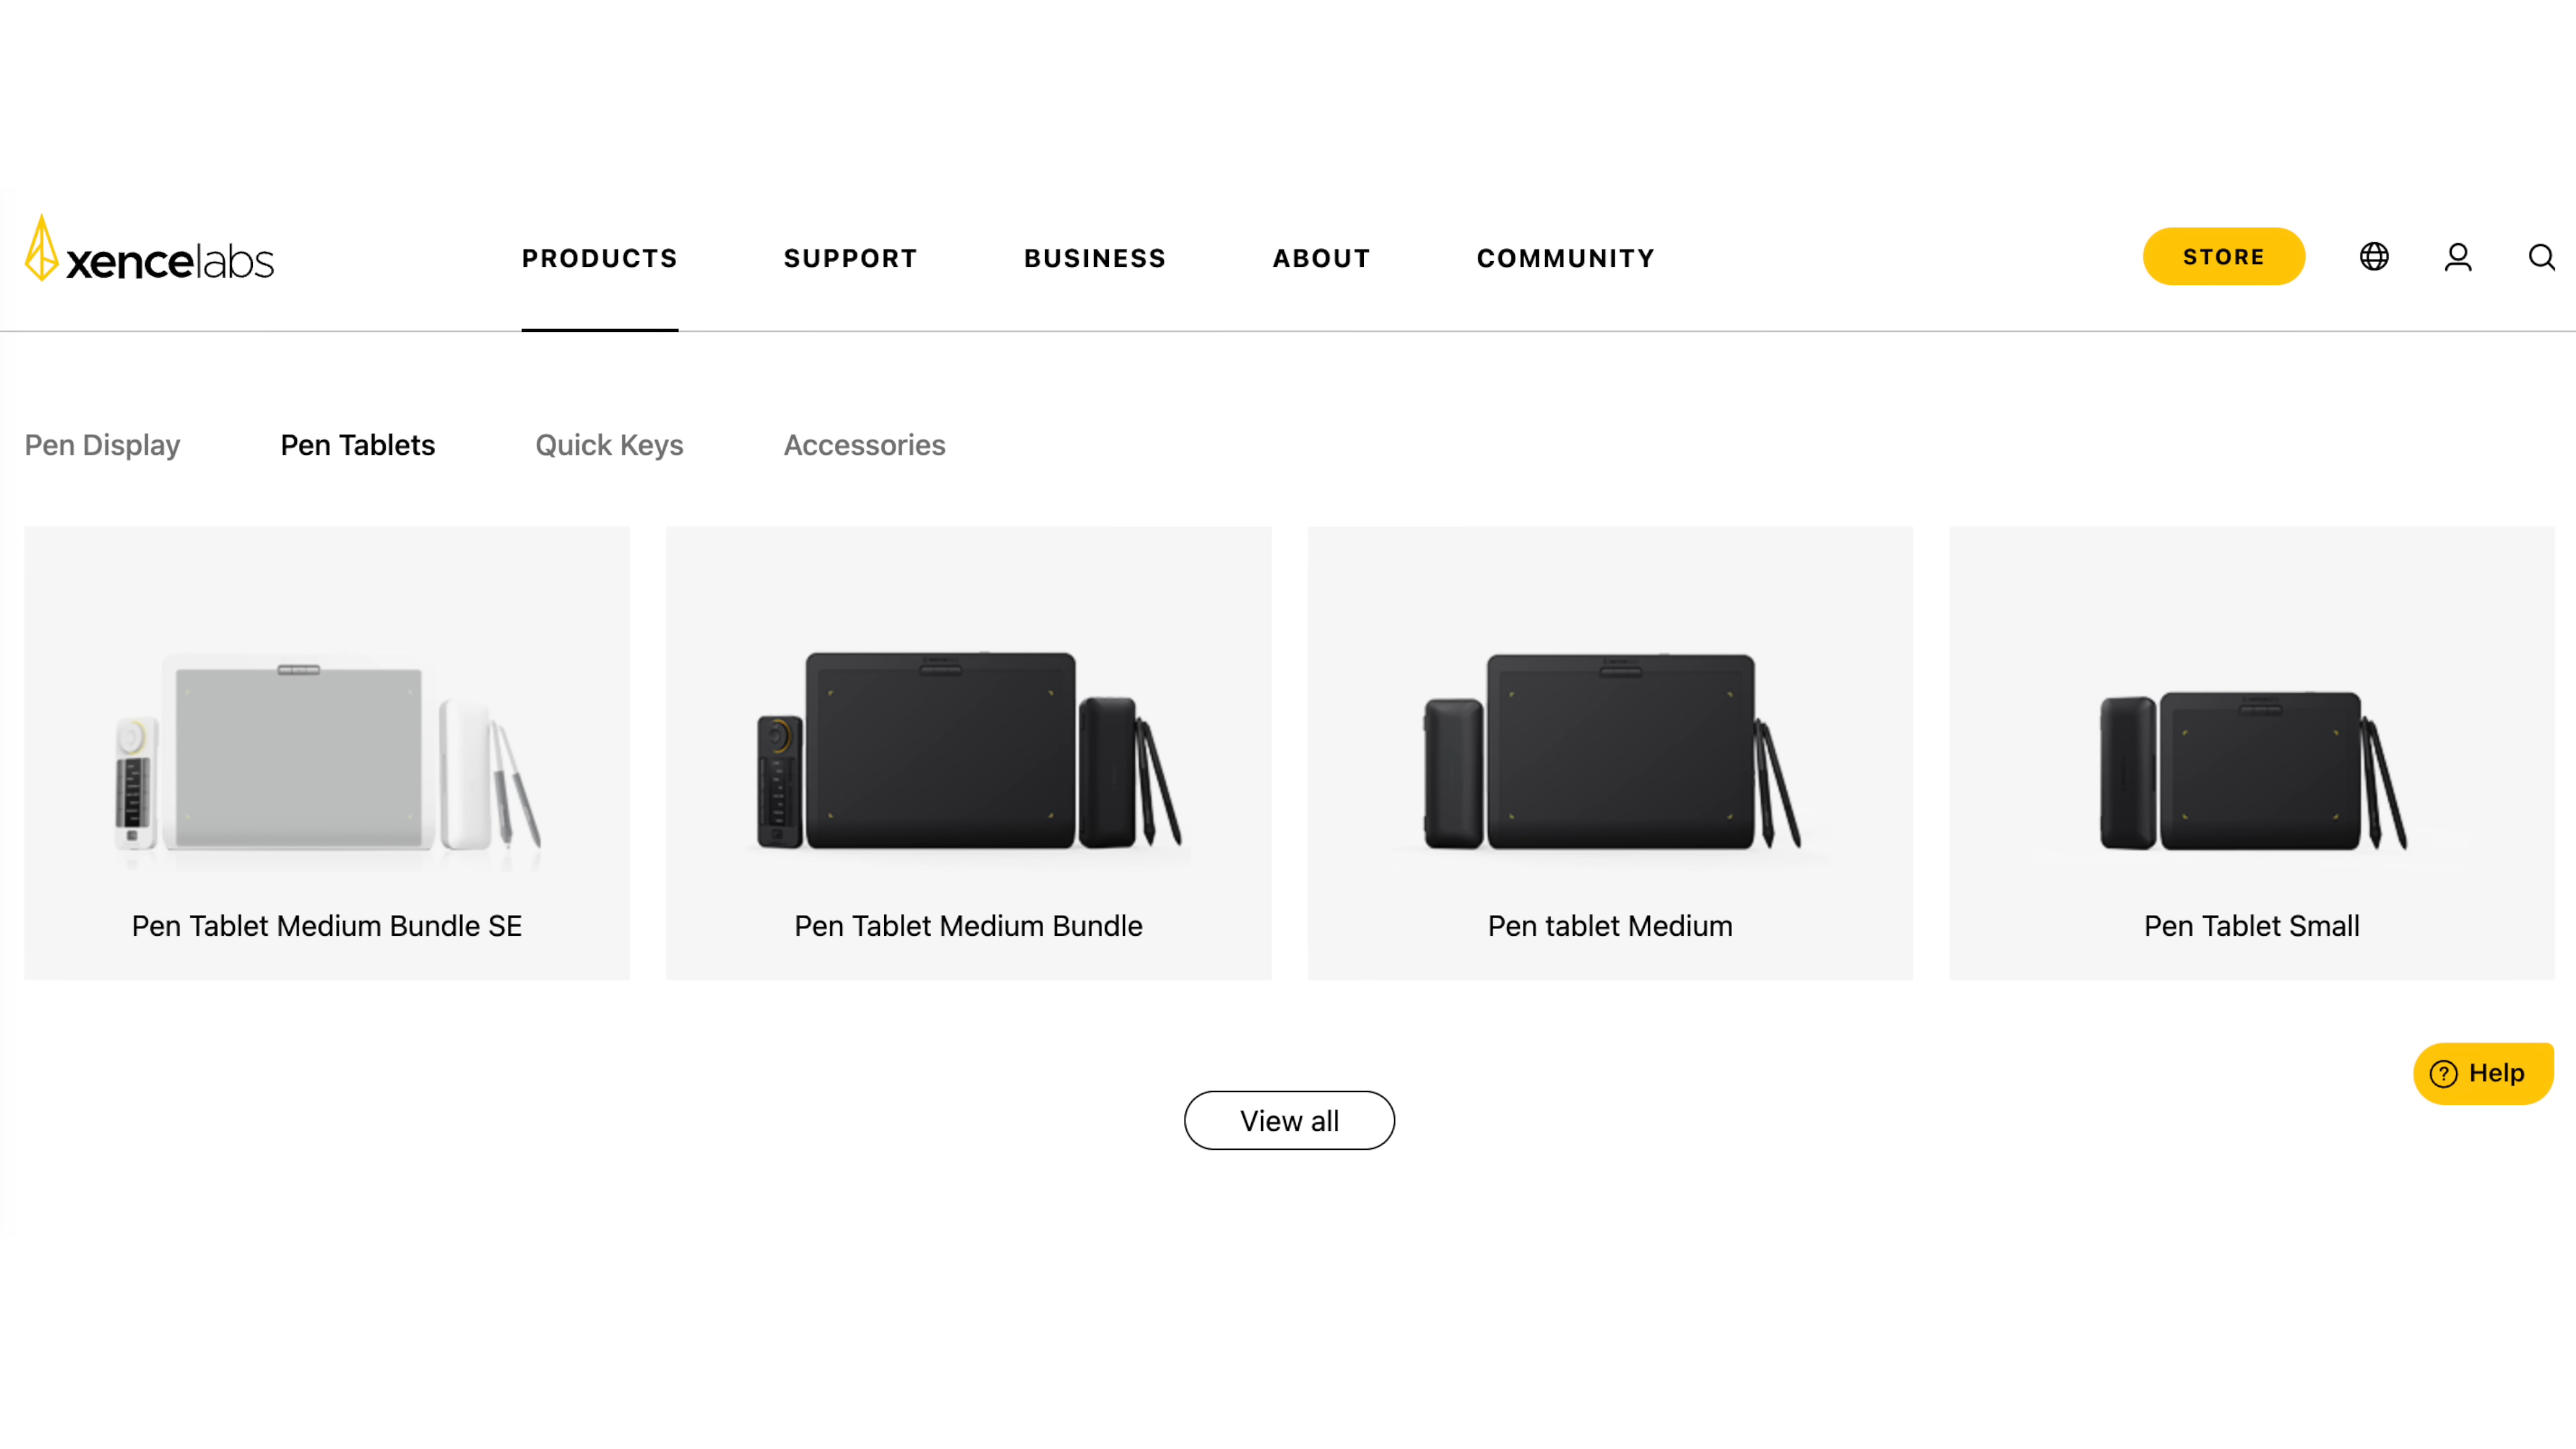 xencelabs
PRODUCTS SUPPORT BUSINESS ABOUT COMMUNITY STORE
Pen Display Pen Tablets Quick Keys Accessories
Pen Tablet Medium Bundle SE
Pen Tablet Medium Bundle
Pen tablet Medium
Pen Tablet Small
? Help
View all